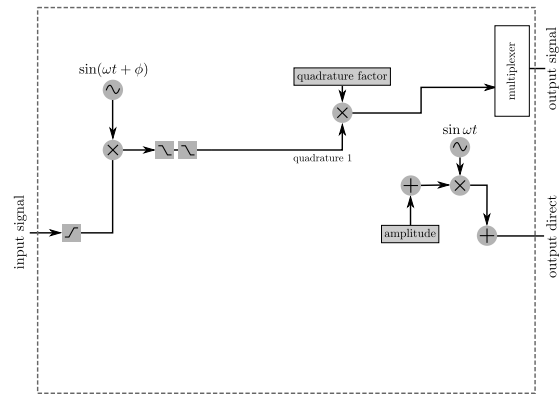 sin(ωt + ϕ)
quadrature factor
multiplexer
output signal
sin ωt
quadrature 1
input signal
amplitude
output direct